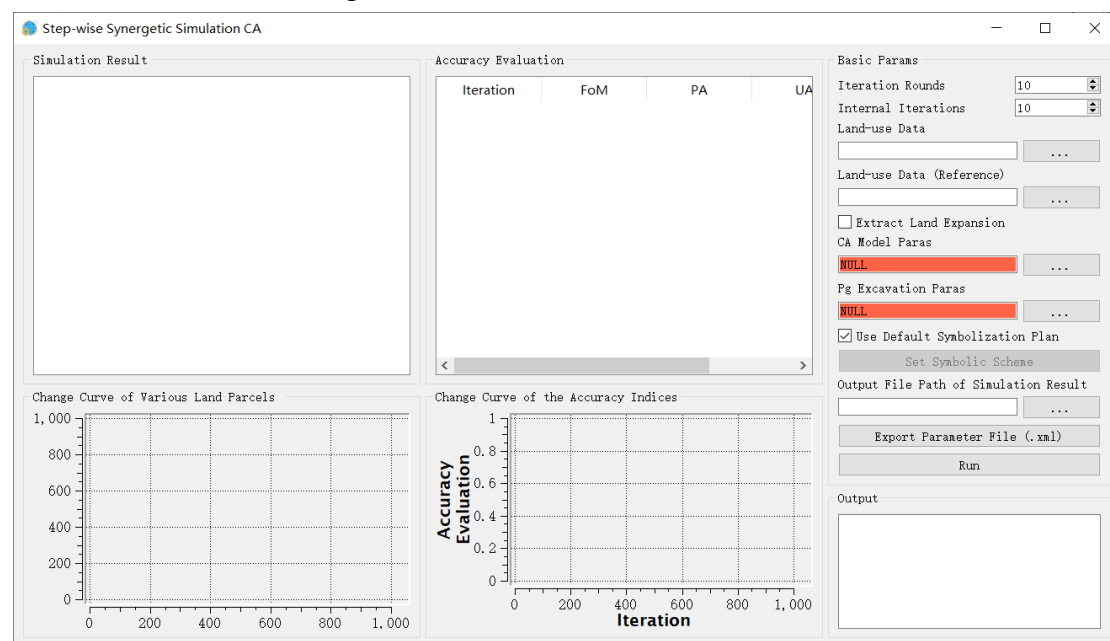 Step-wise Synergetic Simulation CA
Simulation Result
Accuracy Evaluation
Iteration FoM PA UA
Basic Params
Iteration Rounds 10
Internal Iterations 10
Land-use Data
...
Land-use Data (Reference)
...
Extract Land Expansion
CA Model Paras
NULL ...
Pg Excavation Paras
NULL ...
Use Default Symbolization Plan
Set Symbolic Scheme
Output File Path of Simulation Result
...
Export Parameter File (.xml)
Run
Change Curve of Various Land Parcels
1,000
800
600
400
200
0
0 200 400 600 800 1,000
Change Curve of the Accuracy Indices
Accuracy
Evaluation
1
0.8
0.6
0.4
0.2
0
0 200 400 600 800 1,000
Iteration
Output